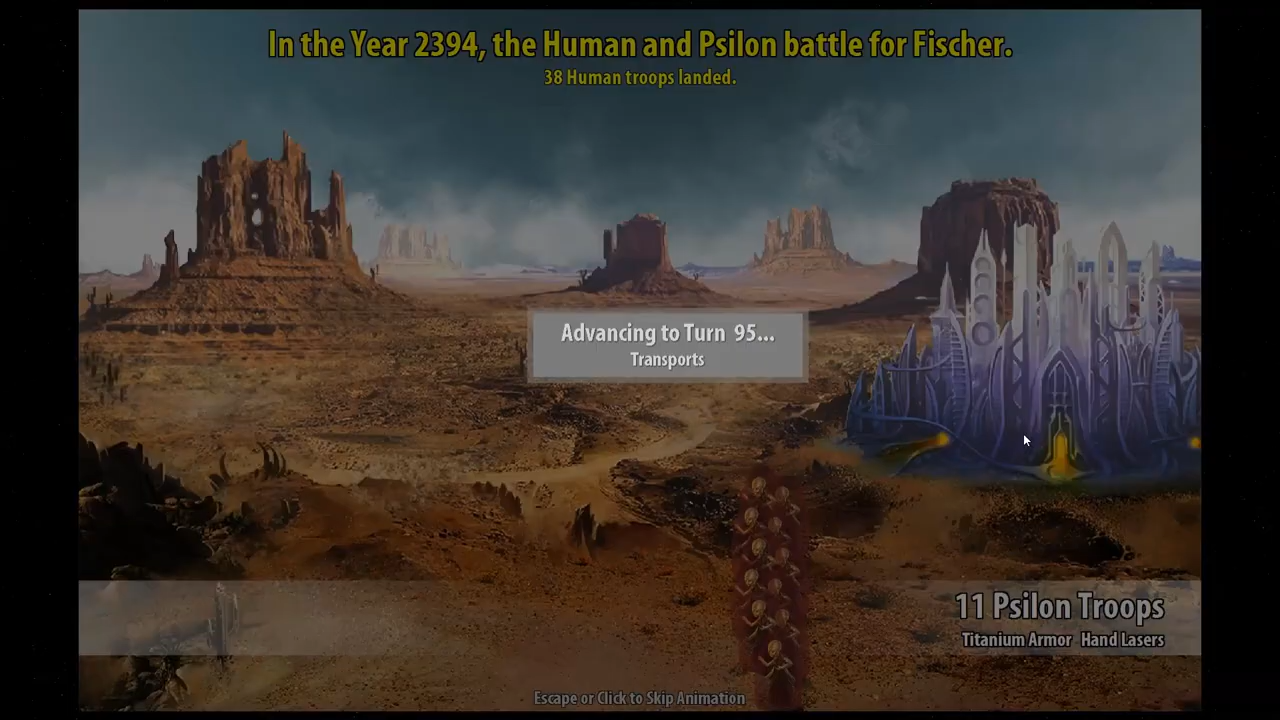 In the Year 2394, the Human and Psilon battle for Fischer.
38 Human troops landed.
Advancing to Turn 95...
Transports
11 Psilon Troops
Titanium Armor Hand Lasers
Escape or Click to Skip Animation